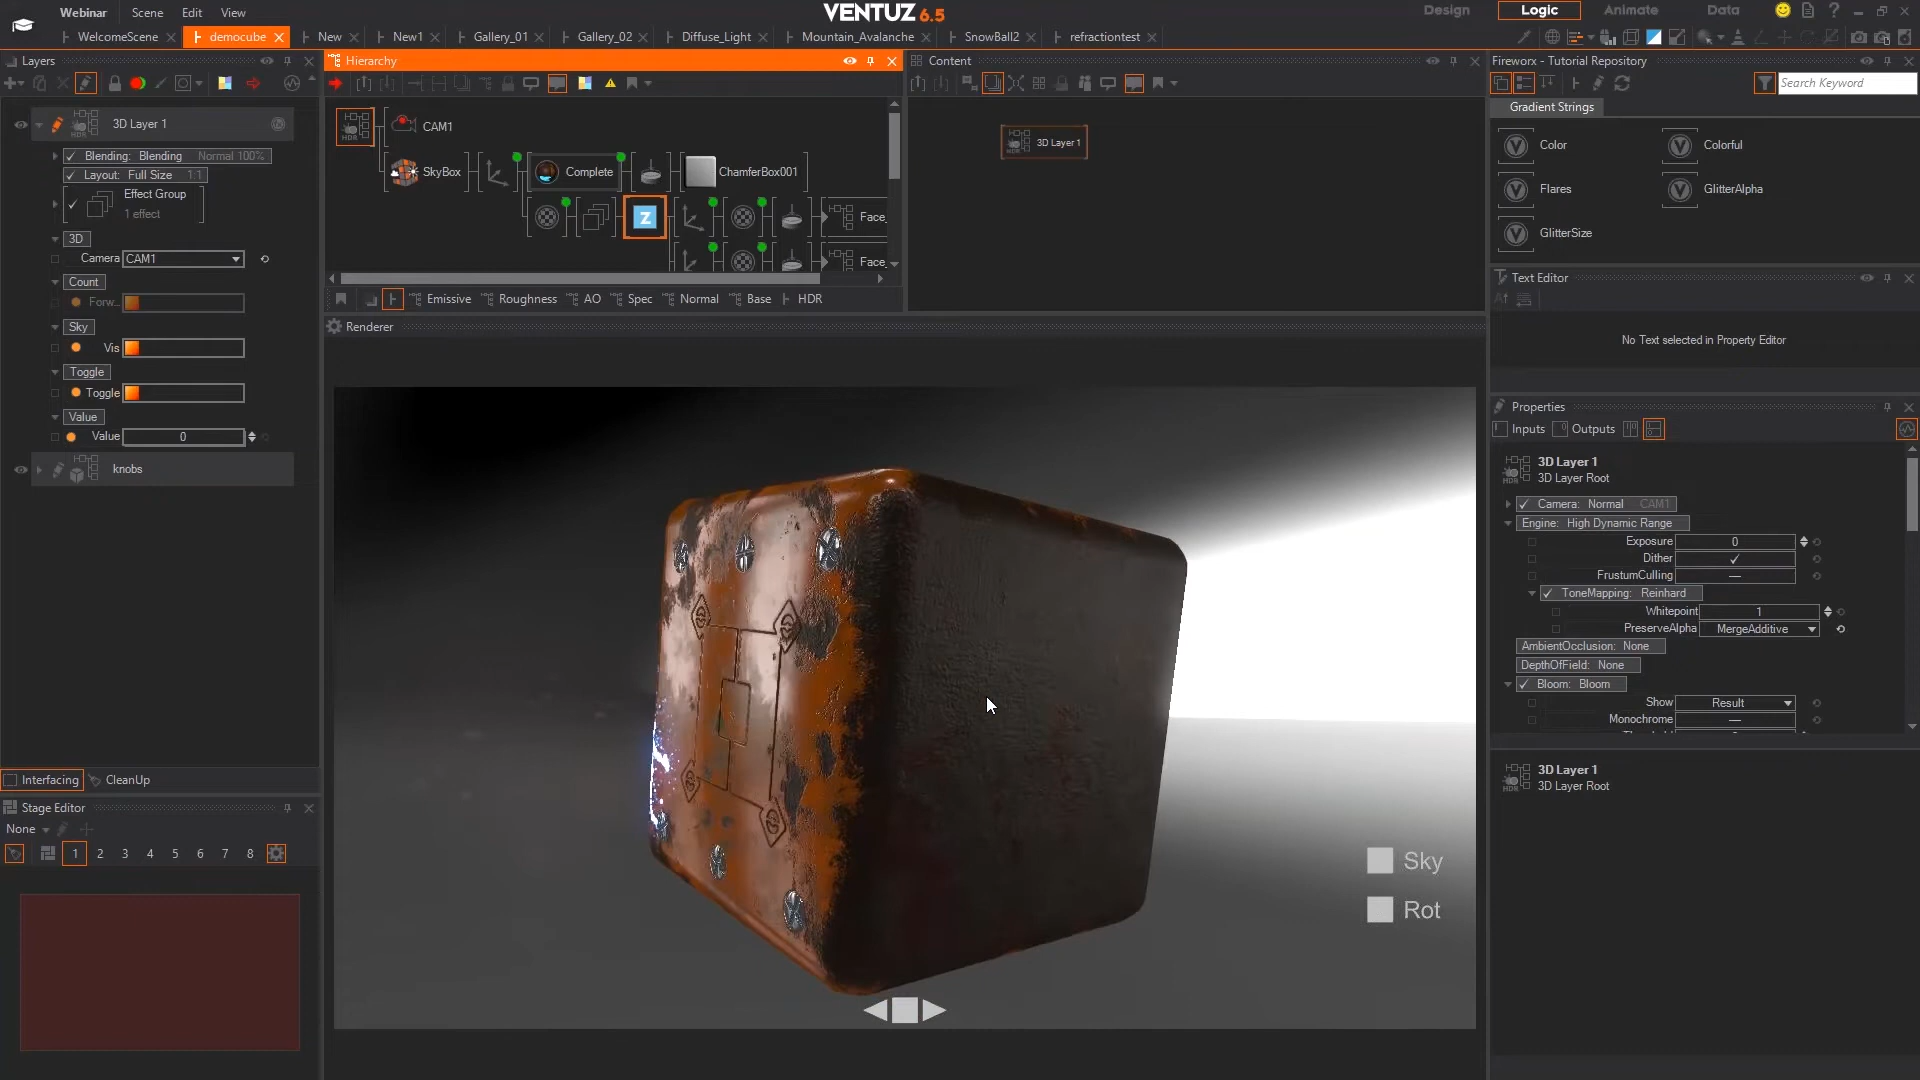 Webinar Scene Edit View
VENTUZ 6.5
Design Logic Animate Data
WelcomeScene democube New New1 Gallery_01 Gallery_02 Diffuse_Light Mountain_Avalanche SnowBall2 refractiontest
Layers
3D Layer 1
Blending: Blending Normal 100%
Layout: Full Size 1:1
Effect Group
1 effect
3D
Camera CAM1
Count
Forw...
Sky
Vis
Toggle
Toggle
Value
Value 0
knobs
Interfacing CleanUp
Stage Editor
None
1 2 3 4 5 6 7 8
Hierarchy
CAM1
SkyBox Complete ChamferBox001
Z Face_
Face_
Emissive Roughness AO Spec Normal Base HDR
Content
3D Layer 1
Renderer
Sky
Rot
Fireworx - Tutorial Repository
Search Keyword
Gradient Strings
Color Colorful
Flares GlitterAlpha
GlitterSize
Text Editor
No Text selected in Property Editor
Properties
Inputs Outputs
3D Layer 1
3D Layer Root
Camera: Normal CAM1
Engine: High Dynamic Range
Exposure 0
Dither
FrustumCulling
ToneMapping: Reinhard
Whitepoint 1
PreserveAlpha MergeAdditive
AmbientOcclusion: None
DepthOfField: None
Bloom: Bloom
Show Result
Monochrome
3D Layer 1
3D Layer Root